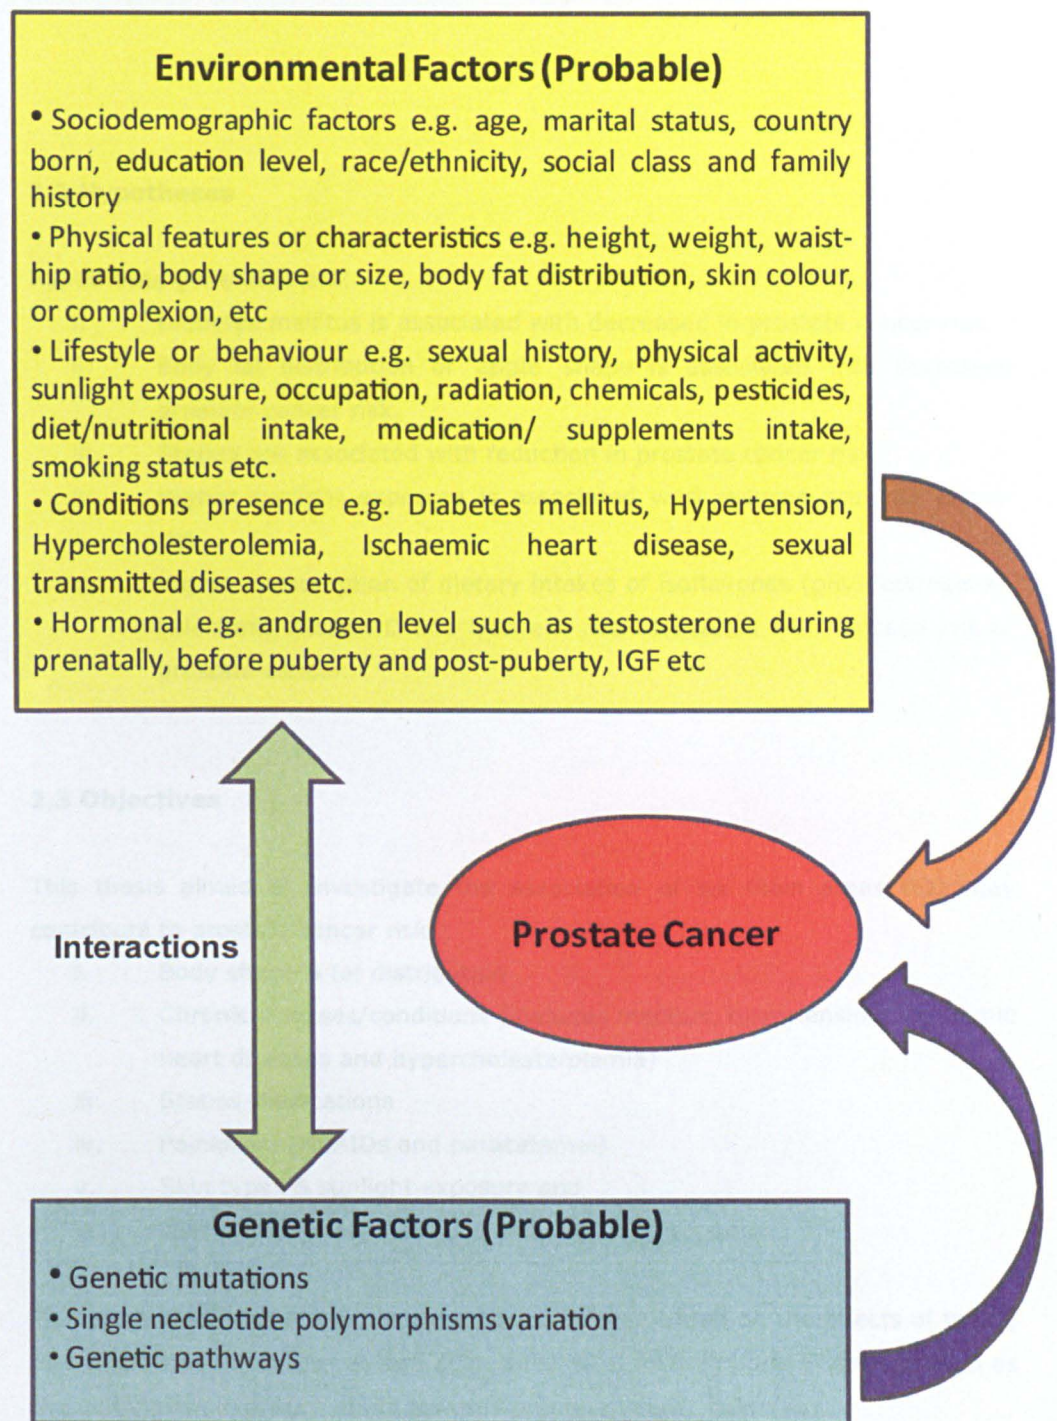 Environmental Factors (Probable)
• Sociodemographic factors e.g. age, marital status, country
born, education level, race/ethnicity, social class and family
history
• Physical features or characteristics e.g. height, weight, waist-
hip ratio, body shape or size, body fat distribution, skin colour,
or complexion, etc
• Lifestyle or behaviour e.g. sexual history, physical activity,
sunlight exposure, occupation, radiation, chemicals, pesticides,
diet/nutritional intake, medication/ supplements intake,
smoking status etc.
• Conditions presence e.g. Diabetes mellitus, Hypertension,
Hypercholesterolemia, Ischaemic heart disease, sexual
transmitted diseases etc.
• Hormonal e.g. androgen level such as testosterone during
prenatally, before puberty and post-puberty, IGF etc
2.3 Objectives
Prostate Cancer
Interactions
Genetic Factors (Probable)
• Genetic mutations
• Single necleotide polymorphisms variation
• Genetic pathways